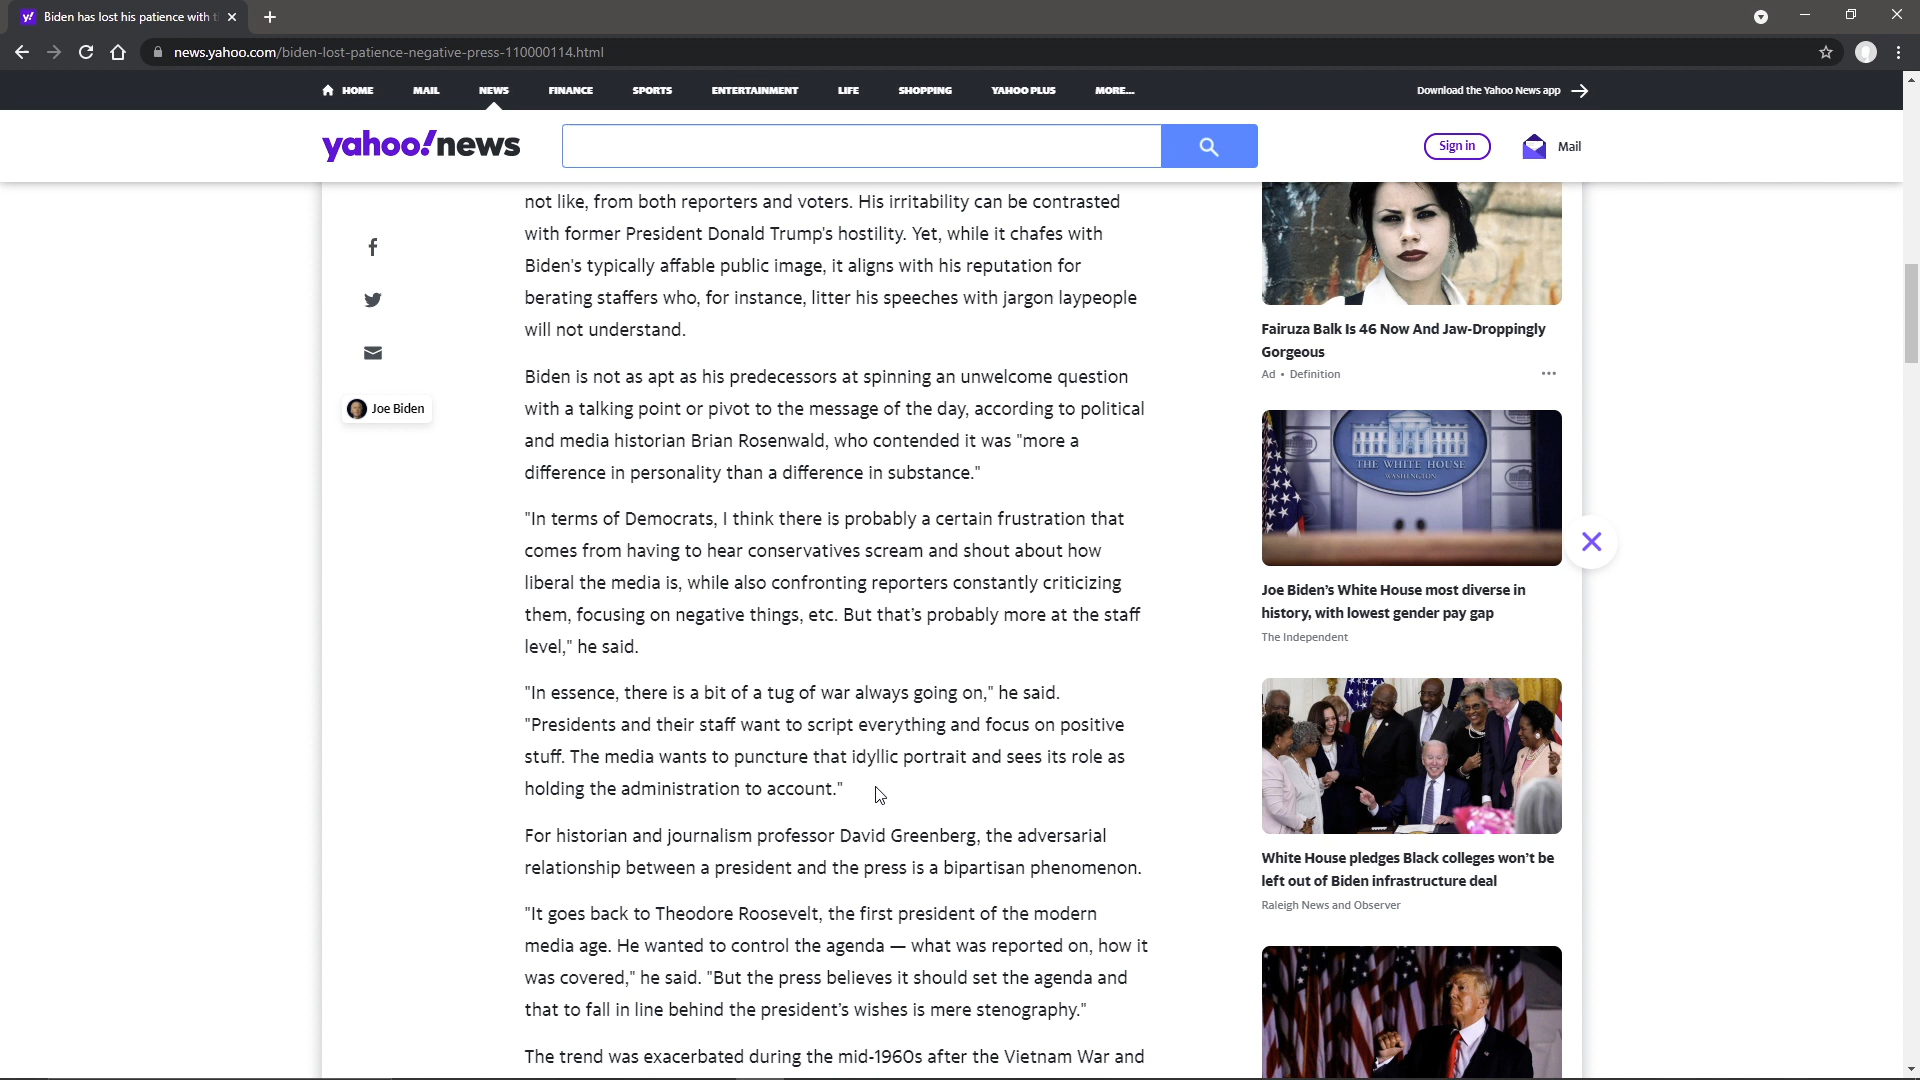 Biden has lost his patience with t
news.yahoo.com/biden-lost-patience-negative-press-110000114.html
HOME MAIL NEWS FINANCE SPORTS ENTERTAINMENT LIFE SHOPPING YAHOO PLUS MORE... Download the Yahoo News app
yahoo!news
Sign in
Mail
not like, from both reporters and voters. His irritability can be contrasted
with former President Donald Trump's hostility. Yet, while it chafes with
Biden's typically affable public image, it aligns with his reputation for
berating staffers who, for instance, litter his speeches with jargon laypeople
will not understand.
Joe Biden
Biden is not as apt as his predecessors at spinning an unwelcome question
with a talking point or pivot to the message of the day, according to political
and media historian Brian Rosenwald, who contended it was "more a
difference in personality than a difference in substance."
"In terms of Democrats, I think there is probably a certain frustration that
comes from having to hear conservatives scream and shout about how
liberal the media is, while also confronting reporters constantly criticizing
them, focusing on negative things, etc. But that's probably more at the staff
level," he said.
"In essence, there is a bit of a tug of war always going on," he said.
"Presidents and their staff want to script everything and focus on positive
stuff. The media wants to puncture that idyllic portrait and sees its role as
holding the administration to account."
For historian and journalism professor David Greenberg, the adversarial
relationship between a president and the press is a bipartisan phenomenon.
"It goes back to Theodore Roosevelt, the first president of the modern
media age. He wanted to control the agenda — what was reported on, how it
was covered," he said. "But the press believes it should set the agenda and
that to fall in line behind the president's wishes is mere stenography."
The trend was exacerbated during the mid-1960s after the Vietnam War and
Fairuza Balk Is 46 Now And Jaw-Droppingly
Gorgeous
Ad • Definition
THE WHITE HOUSE
WASHINGTON
Joe Biden's White House most diverse in
history, with lowest gender pay gap
The Independent
White House pledges Black colleges won't be
left out of Biden infrastructure deal
Raleigh News and Observer